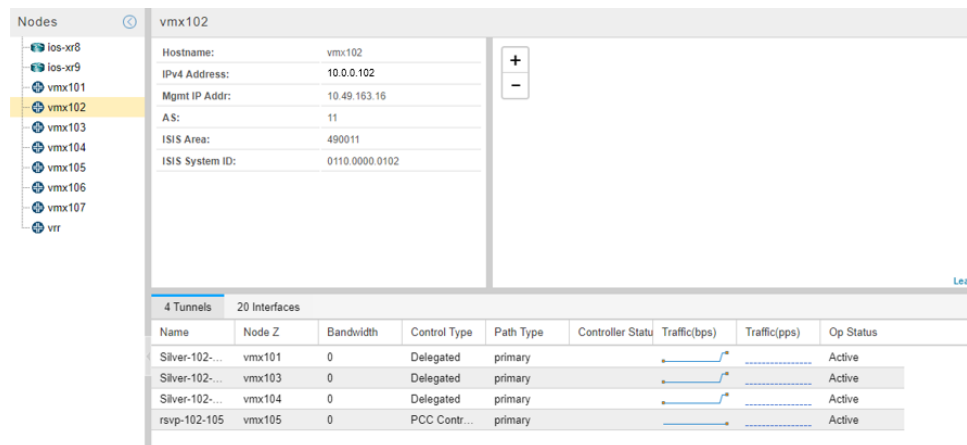 Nodes
ios-xr8
ios-xr9
vmx101
vmx102
vmx103
vmx104
vmx105
vmx106
vmx107
vrr
vmx102
Hostname: vmx102
IPv4 Address: 10.0.0.102
Mgmt IP Addr: 10.49.163.16
AS: 11
ISIS Area: 490011
ISIS System ID: 0110.0000.0102
+
−
Lea
4 Tunnels 20 Interfaces
Name Node Z Bandwidth Control Type Path Type Controller Statu Traffic(bps) Traffic(pps) Op Status
Silver-102-... vmx101 0 Delegated primary Active
Silver-102-... vmx103 0 Delegated primary Active
Silver-102-... vmx104 0 Delegated primary Active
rsvp-102-105 vmx105 0 PCC Contr... primary Active